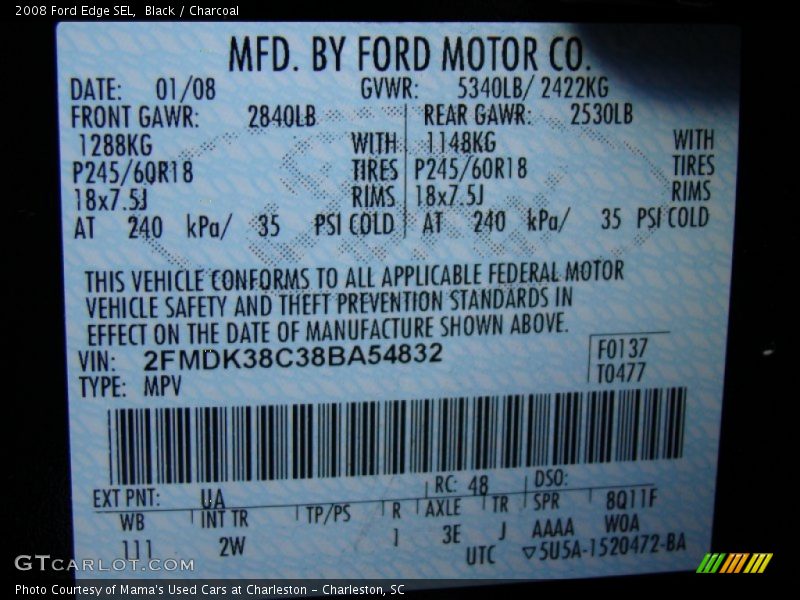 2008 Ford Edge SEL, Black / Charcoal
MFD. BY FORD MOTOR CO.
DATE: 01/08 GVWR: 5340LB/ 2422KG
FRONT GAWR: 2840LB REAR GAWR: 2530LB
1288KG WITH 1148KG WITH
P245/60R18 TIRES P245/60R18 TIRES
18x7.5J RIMS 18x7.5J RIMS
AT 240 kPa/ 35 PSI COLD AT 240 kPa/ 35 PSI COLD
THIS VEHICLE CONFORMS TO ALL APPLICABLE FEDERAL MOTOR
VEHICLE SAFETY AND THEFT PREVENTION STANDARDS IN
EFFECT ON THE DATE OF MANUFACTURE SHOWN ABOVE.
VIN: 2FMDK38C38BA54832 F0137
TYPE: MPV T0477
EXT PNT: UA RC: 48 DSO:
WB INT TR TP/PS R AXLE TR SPR 8Q11F
111 2W 1 3E J AAAA WOA
UTC ▽5U5A-1520472-BA
GTCARLOT.COM
Photo Courtesy of Mama's Used Cars at Charleston - Charleston, SC